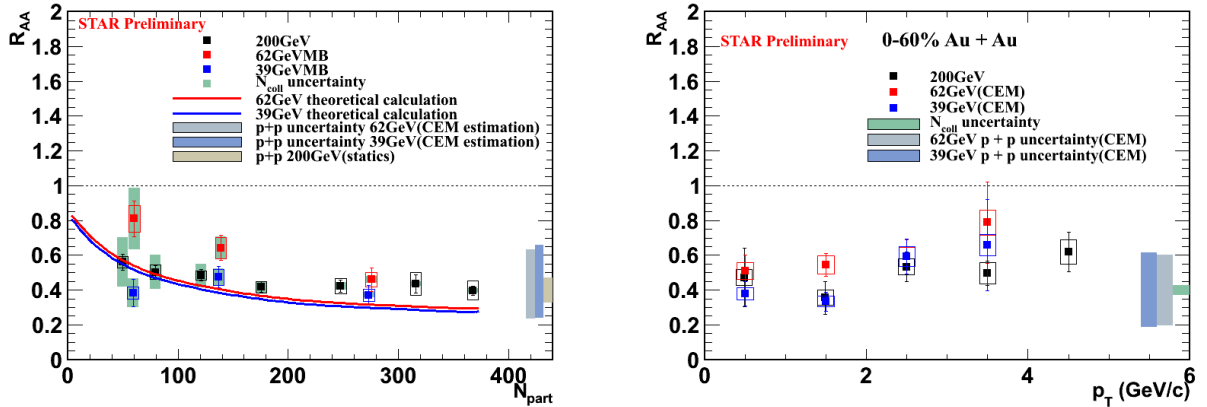 R_AA
2
1.8
1.6
1.4
1.2
1
0.8
0.6
0.4
0.2
0
STAR Preliminary
200GeV
62GeVMB
39GeVMB
N_coll uncertainty
62GeV theoretical calculation
39GeV theoretical calculation
p+p uncertainty 62GeV(CEM estimation)
p+p uncertainty 39GeV(CEM estimation)
p+p 200GeV(statics)
0 100 200 300 400
N_part
R_AA
2
1.8
1.6
1.4
1.2
1
0.8
0.6
0.4
0.2
0
STAR Preliminary 0-60% Au + Au
200GeV
62GeV(CEM)
39GeV(CEM)
N_coll uncertainty
62GeV p + p uncertainty(CEM)
39GeV p + p uncertainty(CEM)
0 2 4 6
p_T (GeV/c)